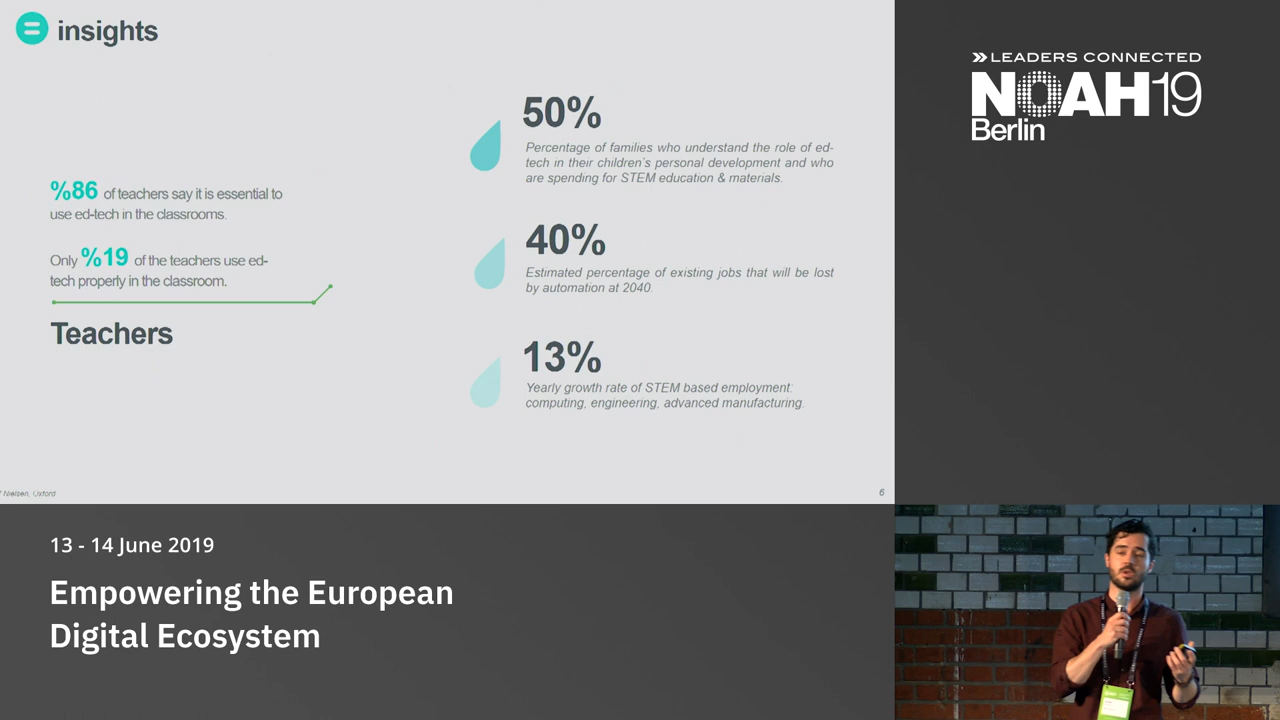 insights
%86 of teachers say it is essential to
use ed-tech in the classrooms.
Only %19 of the teachers use ed-
tech properly in the classroom.
Teachers
50%
Percentage of families who understand the role of ed-
tech in their children's personal development and who
are spending for STEM education & materials.
40%
Estimated percentage of existing jobs that will be lost
by automation at 2040.
13%
Yearly growth rate of STEM based employment:
computing, engineering, advanced manufacturing.
Nielsen, Oxford
6
LEADERS CONNECTED
NOAH19
Berlin
13 - 14 June 2019
Empowering the European
Digital Ecosystem